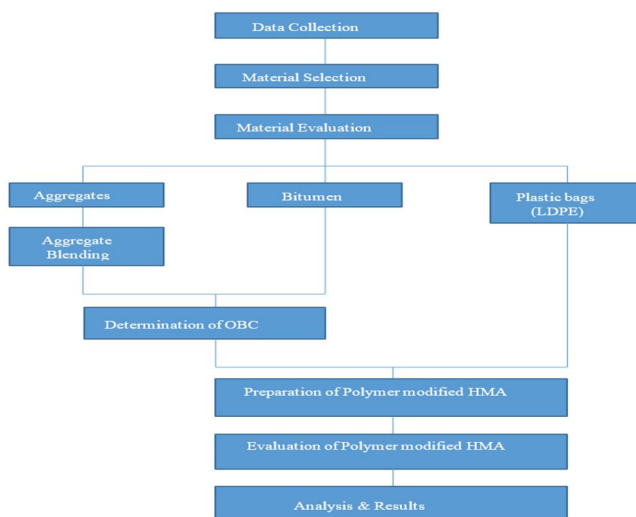 Data Collection
Material Selection
Material Evaluation
Aggregates
Bitumen
Plastic bags
(LDPE)
Aggregate
Blending
Determination of OBC
Preparation of Polymer modified HMA
Evaluation of Polymer modified HMA
Analysis & Results